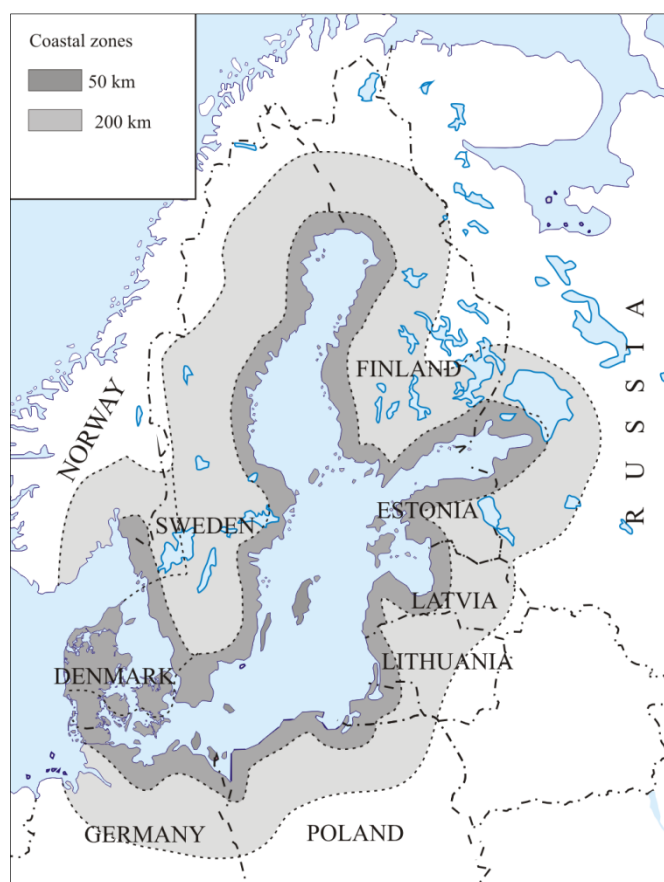 Coastal zones
50 km
200 km
FINLAND
NORWAY
RUSSIA
SWEDEN
ESTONIA
LATVIA
LITHUANIA
DENMARK
GERMANY
POLAND